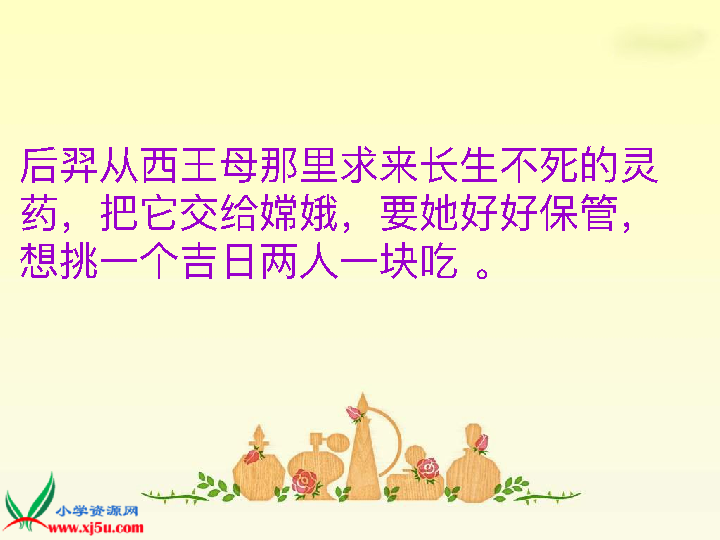 后羿从西王母那里求来长生不死的灵
药，把它交给嫦娥，要她好好保管，
想挑一个吉日两人一块吃 。
小学资源网
www.xj5u.com